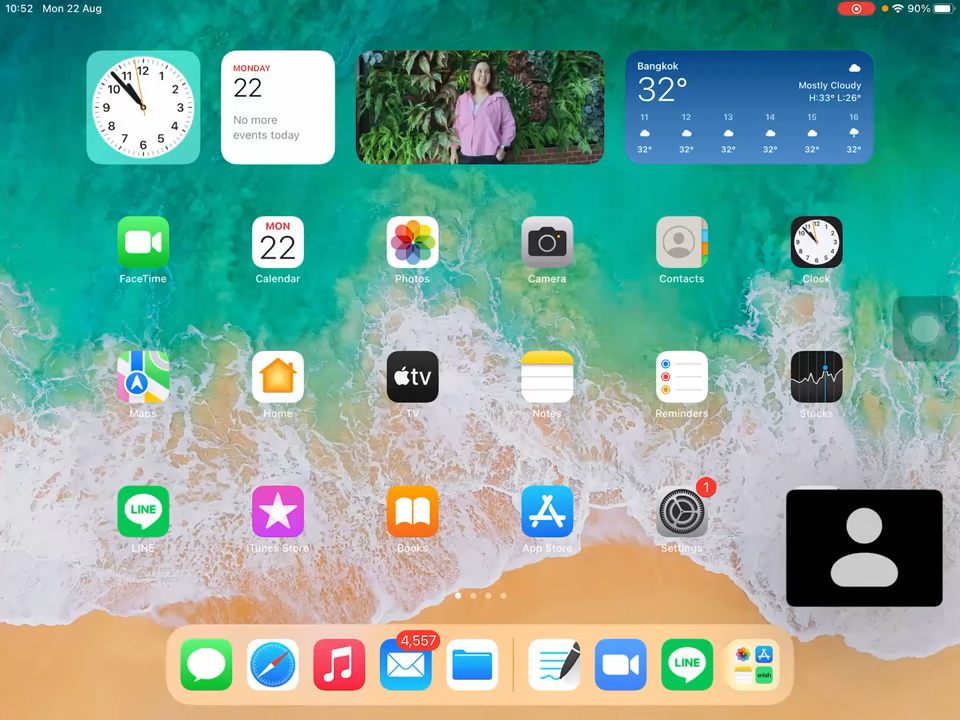 10:52 Mon 22 Aug
90%
12
1
2
3
4
5
6
7
8
9
10
11
MONDAY
22
No more
events today
Bangkok
32°
Mostly Cloudy
H:33° L:26°
11 12 13 14 15 16
32° 32° 32° 32° 32° 32°
MON
22
FaceTime Calendar Photos Camera Contacts Clock
tv
Maps Home TV Notes Reminders Stocks
LINE
1
LINE iTunes Store Books App Store Settings
4,557
LINE
wish